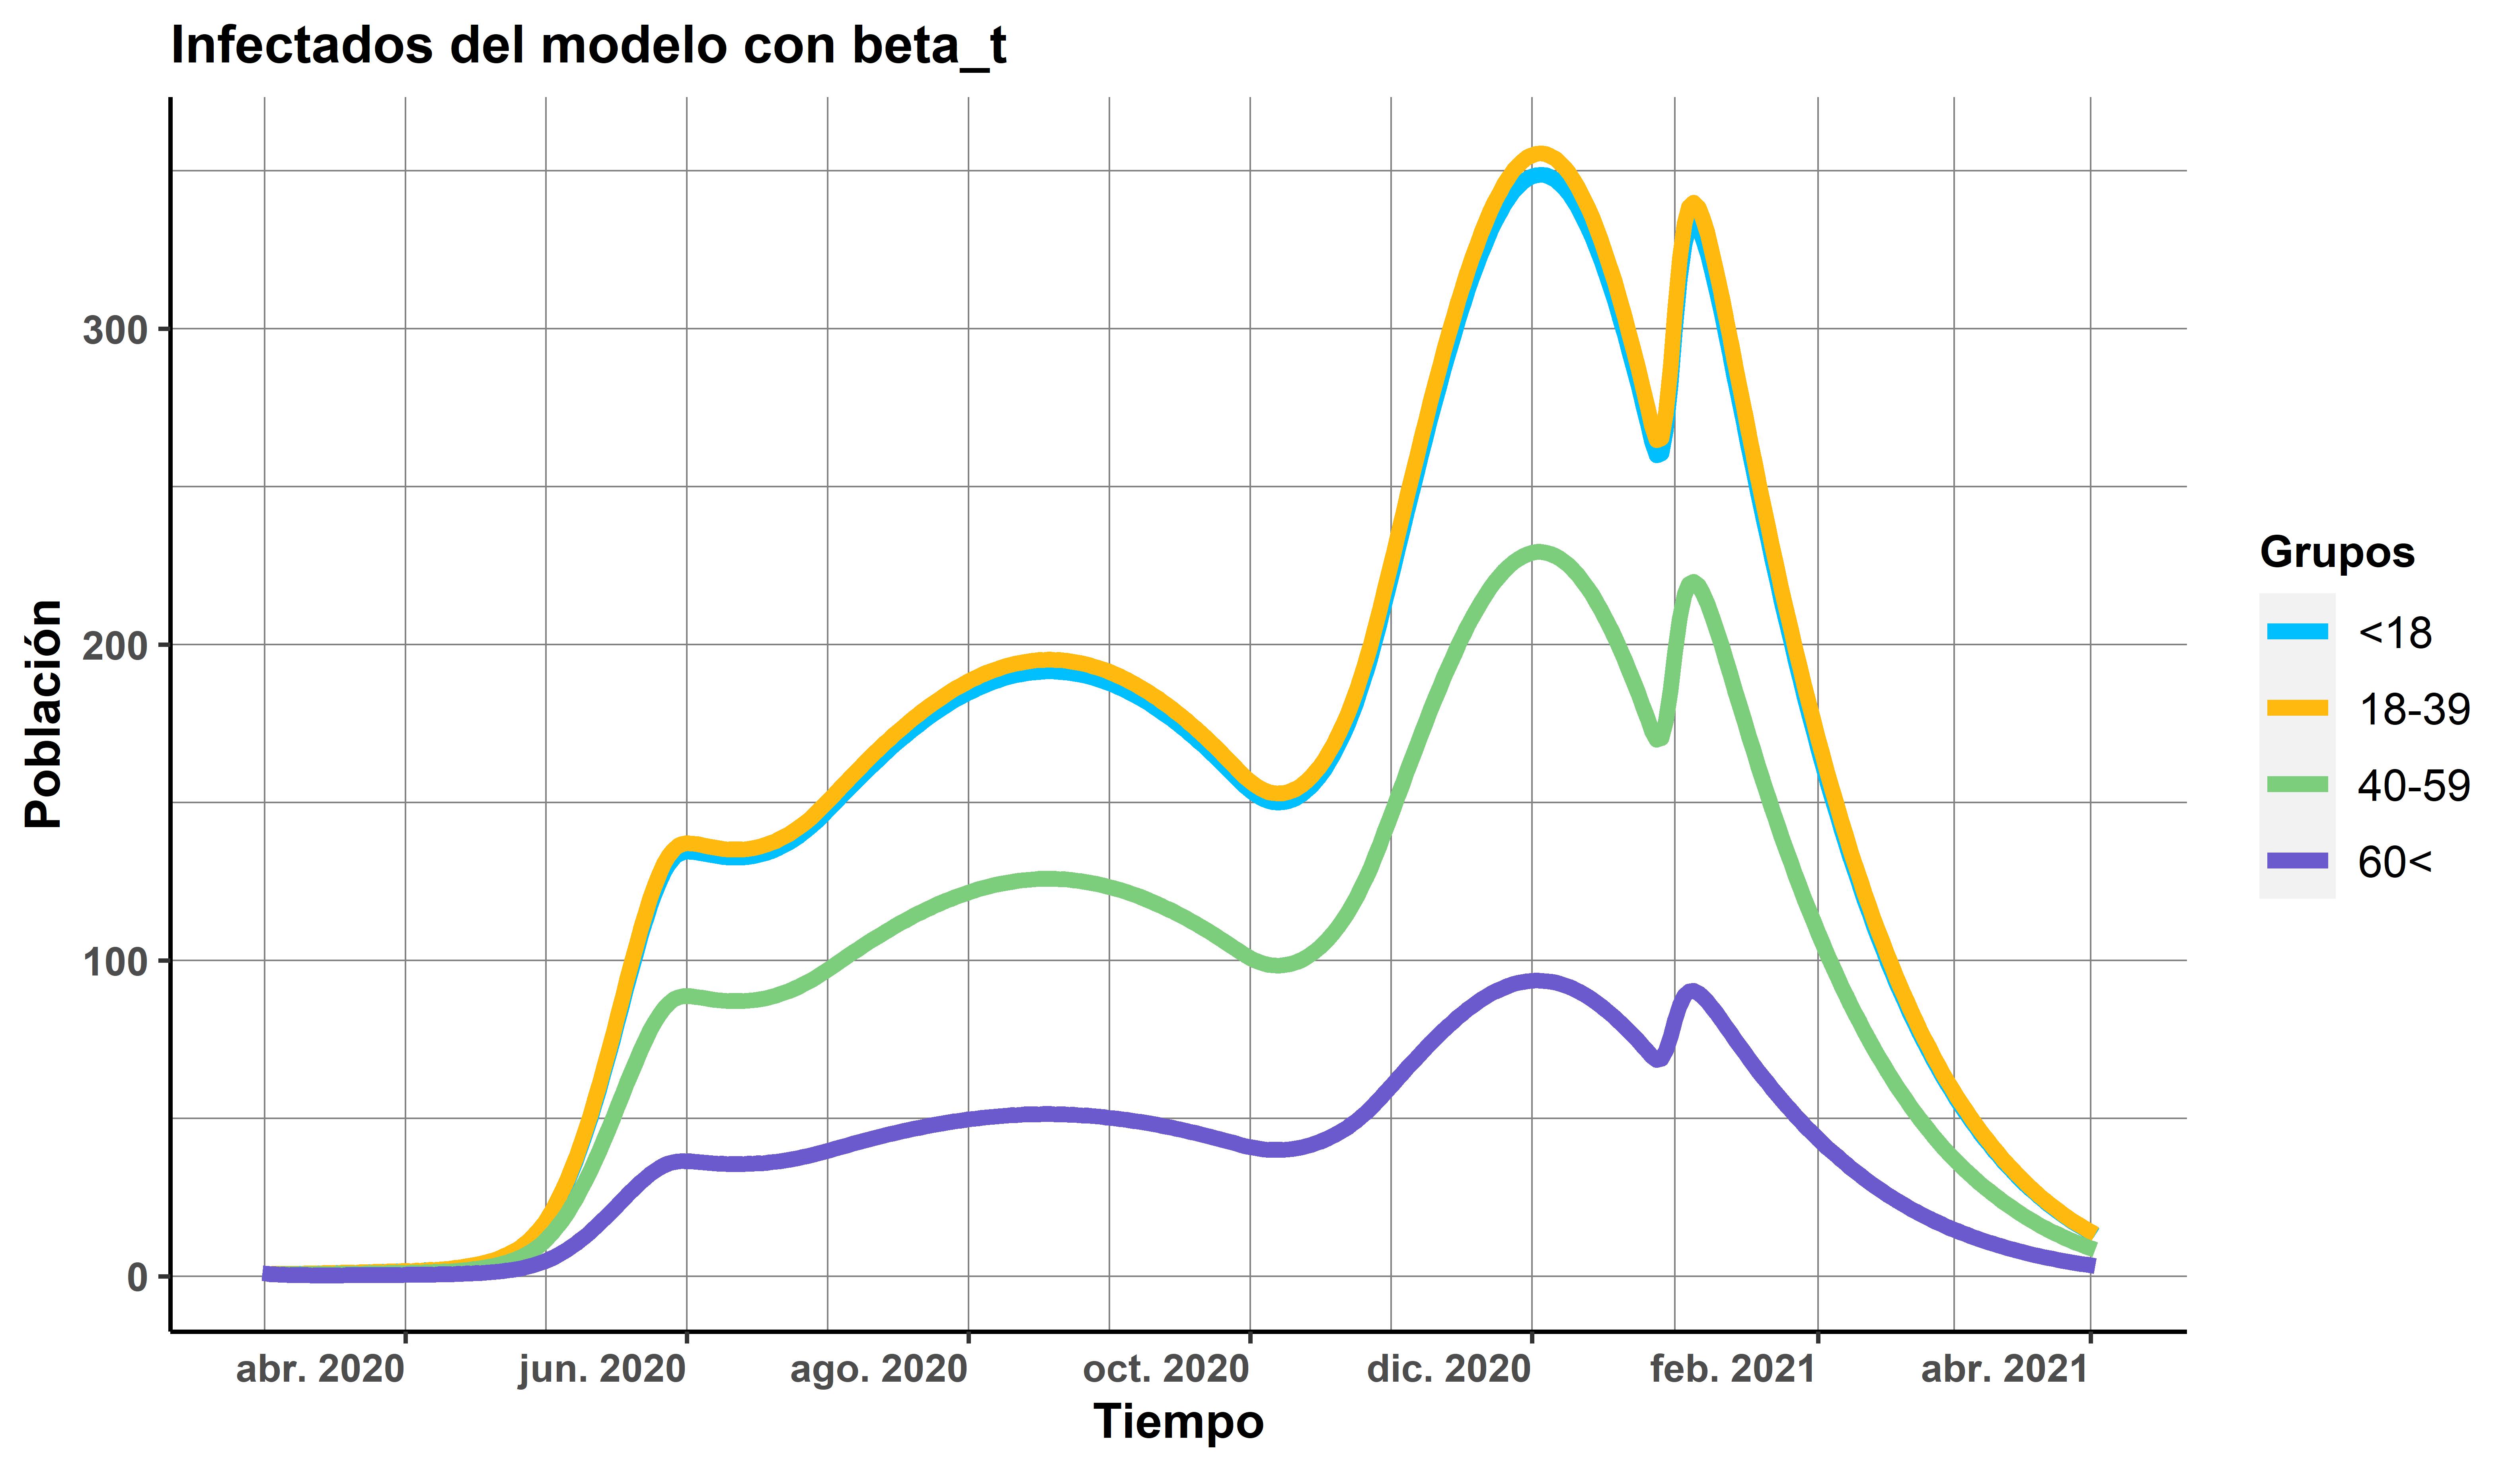 Infectados del modelo con beta_t
Población
300
200
100
0
abr. 2020 jun. 2020 ago. 2020 oct. 2020 dic. 2020 feb. 2021 abr. 2021
Tiempo
Grupos
<18
18-39
40-59
60<